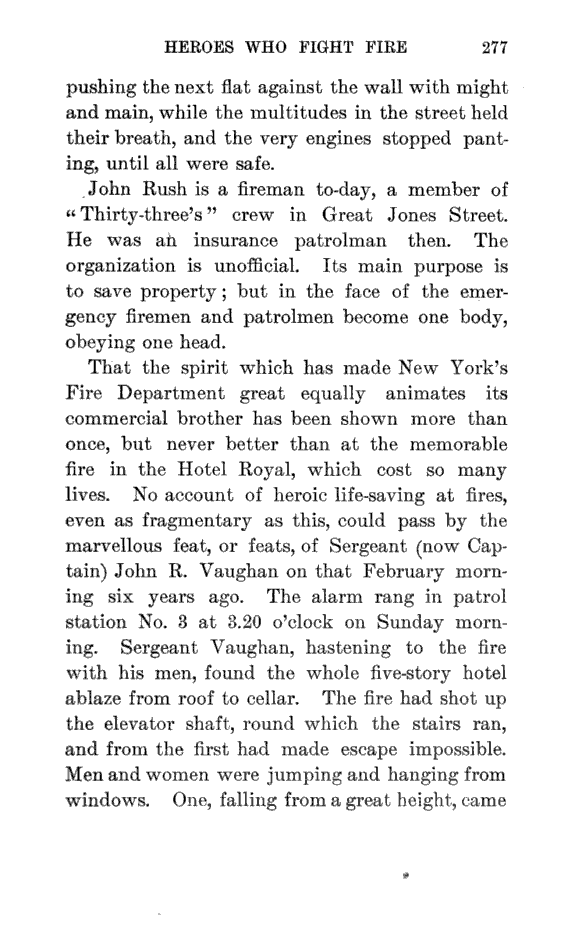 HEROES WHO FIGHT FIRE 277
pushing the next flat against the wall with might
and main, while the multitudes in the street held
their breath, and the very engines stopped pant-
ing, until all were safe.
John Rush is a fireman to-day, a member of
“Thirty-three's” crew in Great Jones Street.
He was an insurance patrolman then. The
organization is unofficial. Its main purpose is
to save property; but in the face of the emer-
gency firemen and patrolmen become one body,
obeying one head.
That the spirit which has made New York's
Fire Department great equally animates its
commercial brother has been shown more than
once, but never better than at the memorable
fire in the Hotel Royal, which cost so many
lives. No account of heroic life-saving at fires,
even as fragmentary as this, could pass by the
marvellous feat, or feats, of Sergeant (now Cap-
tain) John R. Vaughan on that February morn-
ing six years ago. The alarm rang in patrol
station No. 3 at 3.20 o'clock on Sunday morn-
ing. Sergeant Vaughan, hastening to the fire
with his men, found the whole five-story hotel
ablaze from roof to cellar. The fire had shot up
the elevator shaft, round which the stairs ran,
and from the first had made escape impossible.
Men and women were jumping and hanging from
windows. One, falling from a great height, came